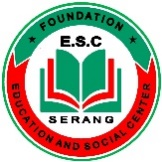 FOUNDATION
E.S.C
SERANG
EDUCATION AND SOCIAL CENTER